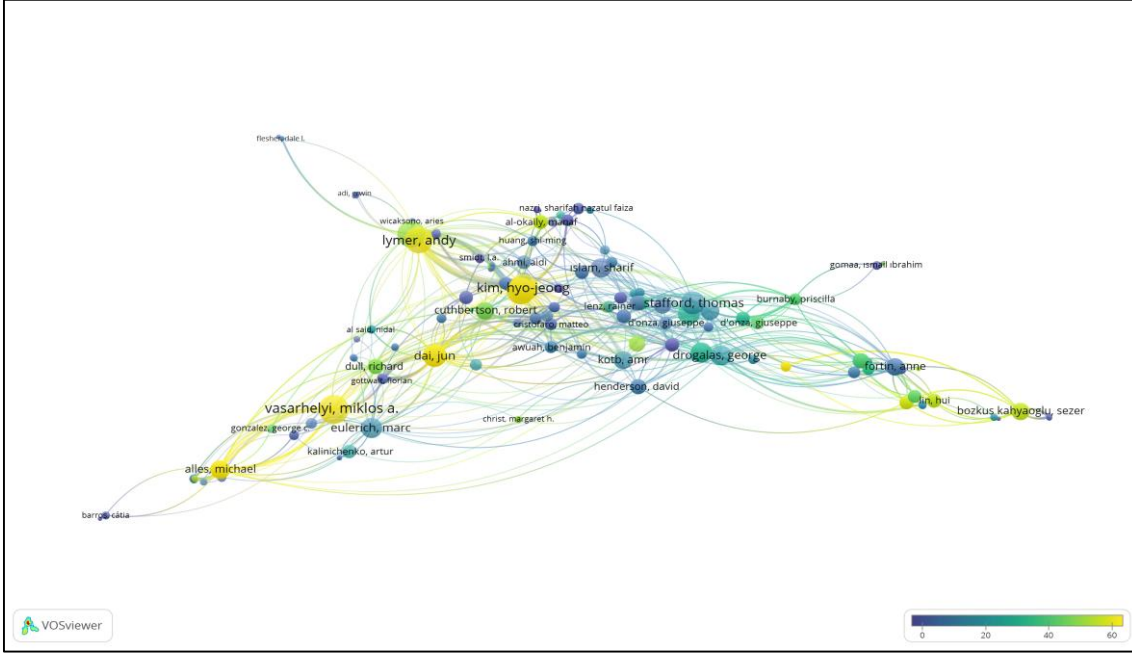 flesher, dale l.
adi, erwin
wicaksono, aries
lymer, andy
nazri, sharifah nazatul faiza
al-okaily, manaf
huang, shi-ming
smidt, l.a.
ahmi, aidi
islam, sharif
gomaa, ismail ibrahim
kim, hyo-jeong
stafford, thomas
burnaby, priscilla
cuthbertson, robert
lenz, rainer
d'onza, giuseppe
d'onza, giuseppe
cristofaro, matteo
al said, nidal
awuah, benjamin
dai, jun
kotb, amr
drogalas, george
dull, richard
fortin, anne
gottwalt, florian
henderson, david
lin, hui
vasarhelyi, miklos a.
bozkus kahyaoglu, sezer
christ, margaret h.
gonzalez, george c.
eulerich, marc
kalinichenko, artur
alles, michael
barros, cátia
VOSviewer
0 20 40 60